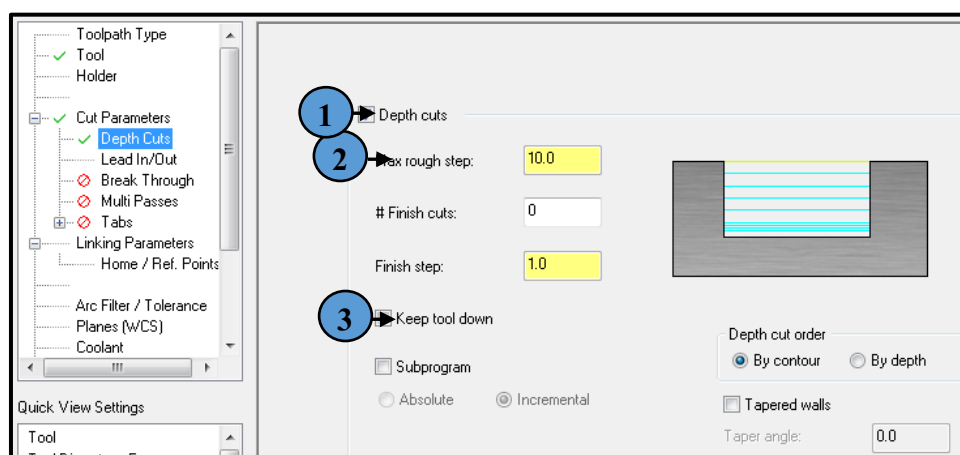 Toolpath Type
Tool
Holder
Cut Parameters
Depth Cuts
Lead In/Out
Break Through
Multi Passes
Tabs
Linking Parameters
Home / Ref. Points
Arc Filter / Tolerance
Planes (WCS)
Coolant
Quick View Settings
Tool
1
Depth cuts
2
rough step:
10.0
# Finish cuts:
0
Finish step:
1.0
3
Keep tool down
Subprogram
Absolute
Incremental
Depth cut order
By contour
By depth
Tapered walls
Taper angle:
0.0